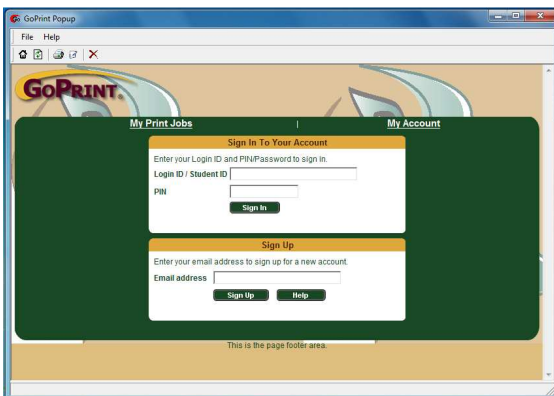 GoPrint Popup
File Help
GOPRINT
My Print Jobs | My Account
Sign In To Your Account
Enter your Login ID and PIN/Password to sign in.
Login ID / Student ID
PIN
Sign In
Sign Up
Enter your email address to sign up for a new account.
Email address
Sign Up Help
This is the page footer area.